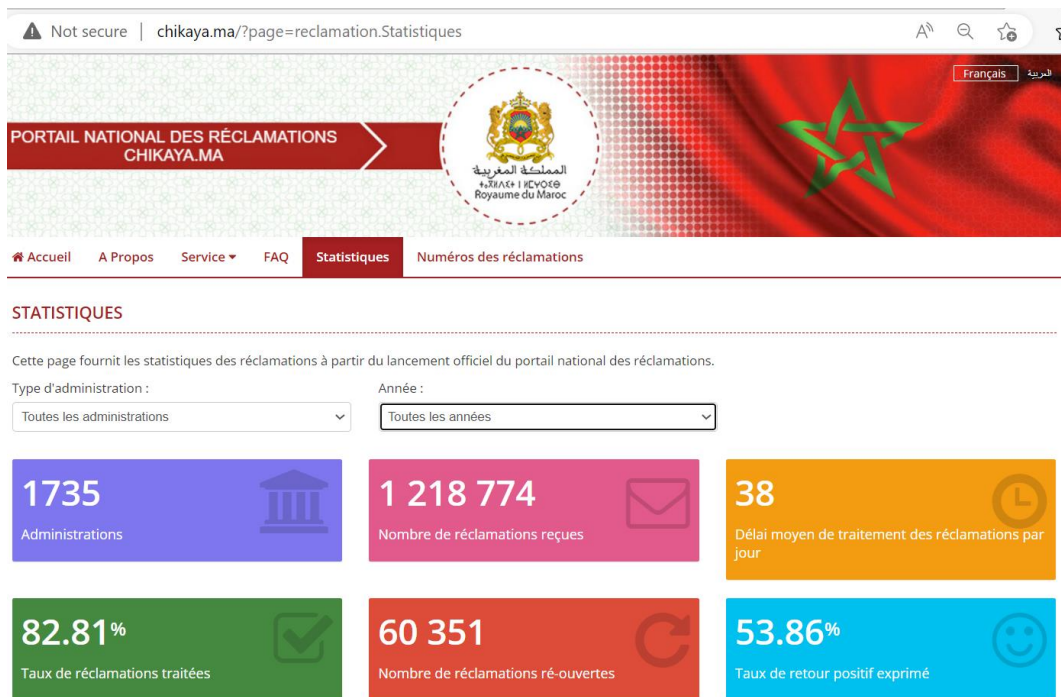 Not secure | chikaya.ma/?page=reclamation.Statistiques
Français العربية
PORTAIL NATIONAL DES RÉCLAMATIONS
CHIKAYA.MA
المملكة المغربية
ⵜⴰⴳⵍⴷⵉⵜ ⵏ ⵍⵎⵖⵔⵉⴱ
Royaume du Maroc
Accueil A Propos Service FAQ Statistiques Numéros des réclamations
STATISTIQUES
Cette page fournit les statistiques des réclamations à partir du lancement officiel du portail national des réclamations.
Type d'administration : Année :
Toutes les administrations Toutes les années
1735 1 218 774 38
Administrations Nombre de réclamations reçues Délai moyen de traitement des réclamations par
jour
82.81% 60 351 53.86%
Taux de réclamations traitées Nombre de réclamations ré-ouvertes Taux de retour positif exprimé